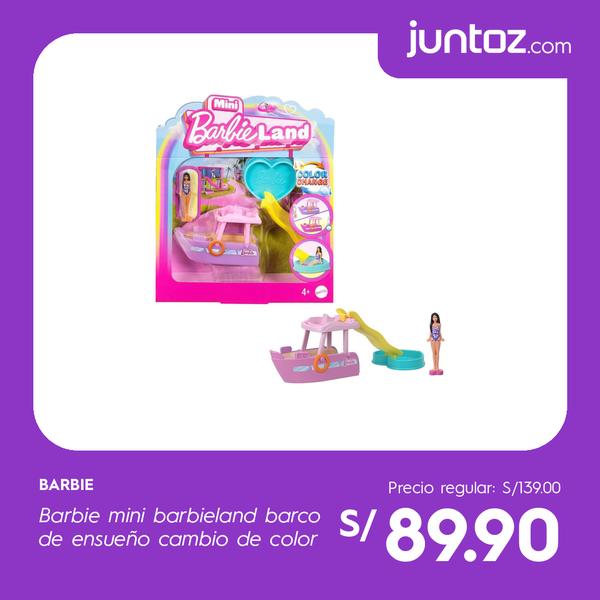 juntoz.com
Mini
Barbie Land
COLOR
CHANGE
4+
BARBIE
Precio regular: S/139.00
Barbie mini barbieland barco
de ensueño cambio de color
S/ 89.90